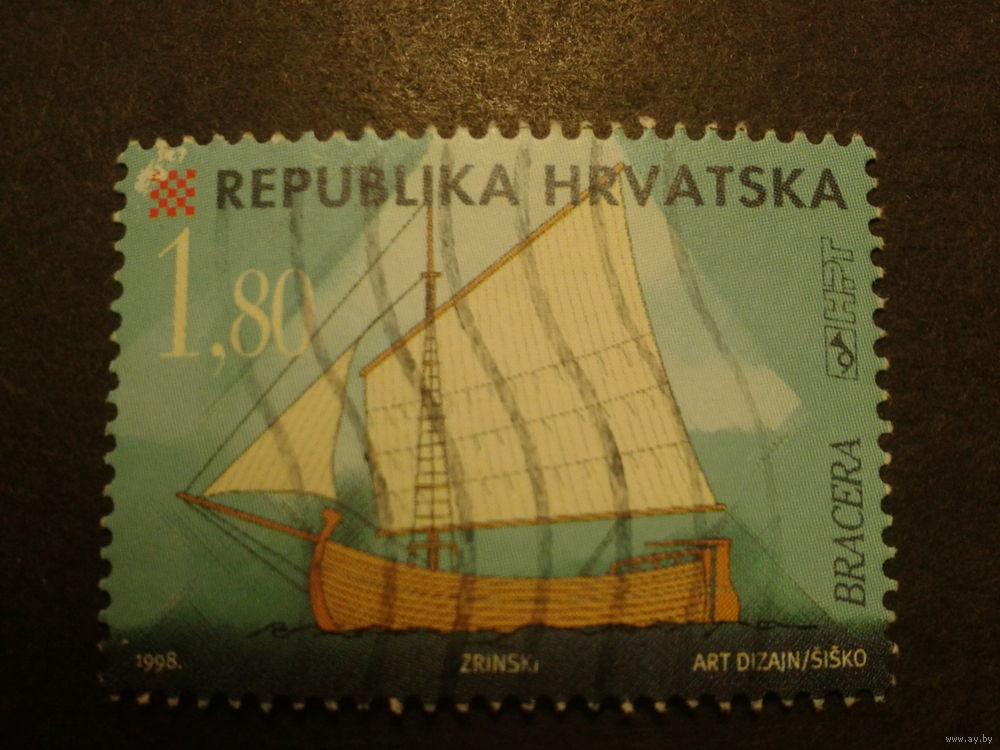 REPUBLIKA HRVATSKA
1,80
HPT
BRACERA
1998.
ZRINSKI
ART DIZAJN/ŠIŠKO
www.ay.by